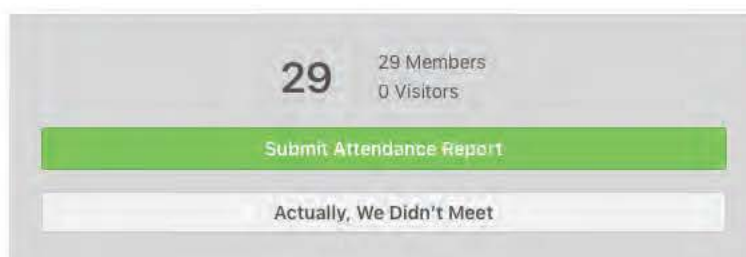 29
29 Members
0 Visitors
Submit Attendance Report
Actually, We Didn't Meet